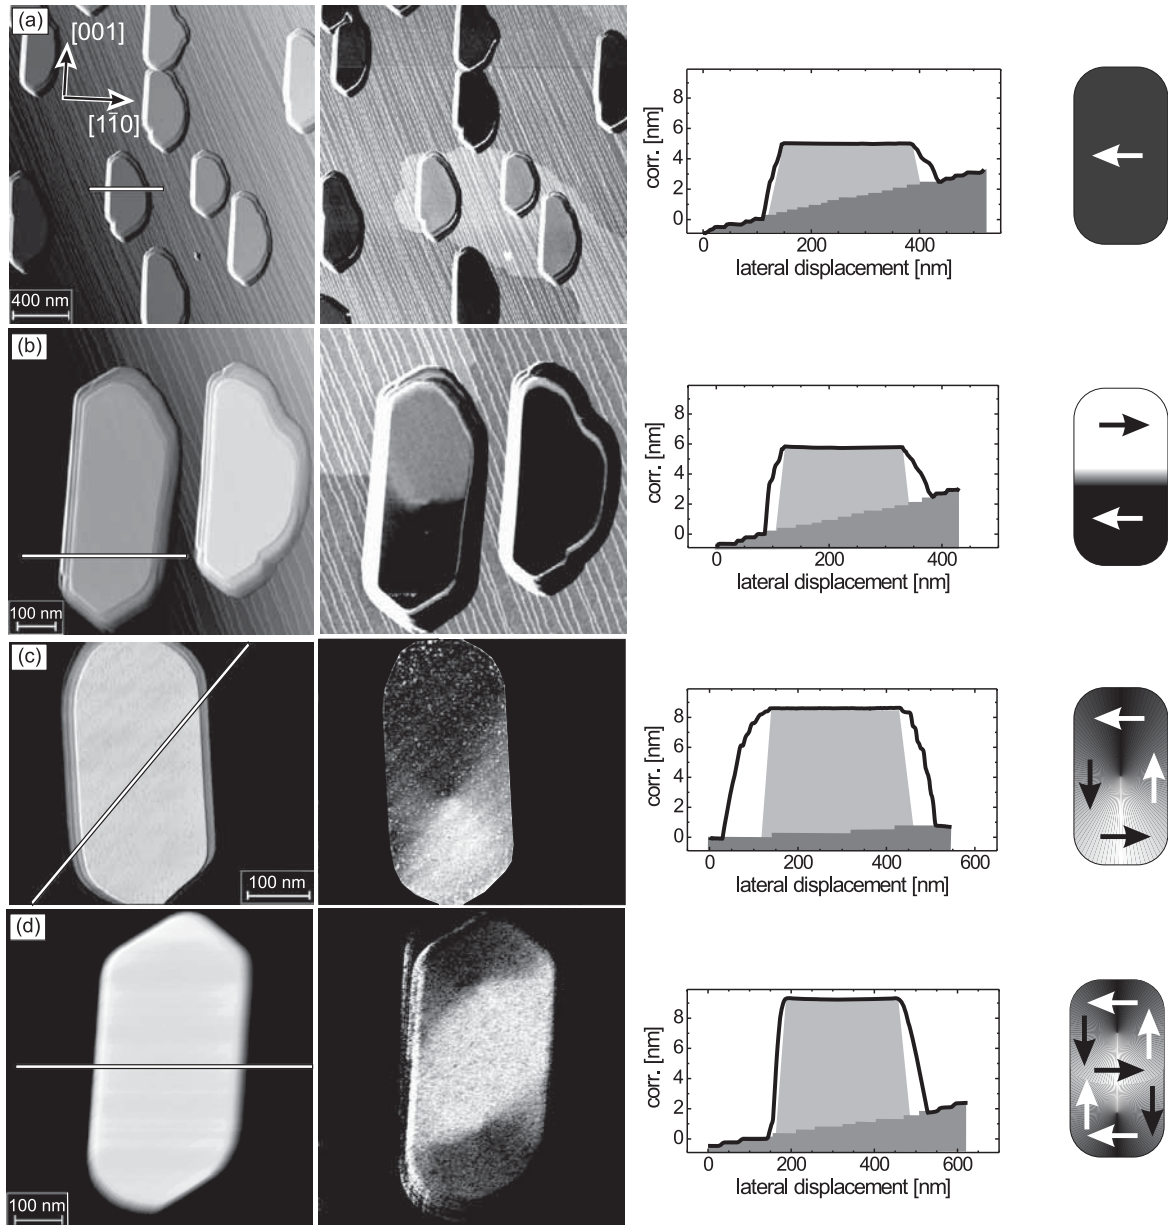 (a)
[001]
[11̅0]
400 nm
8
6
4
2
0
corr. [nm]
0 200 400
lateral displacement [nm]
(b)
100 nm
8
6
4
2
0
corr. [nm]
0 200 400
lateral displacement [nm]
(c)
100 nm
8
6
4
2
0
corr. [nm]
0 200 400 600
lateral displacement [nm]
(d)
100 nm
8
6
4
2
0
corr. [nm]
0 200 400 600
lateral displacement [nm]